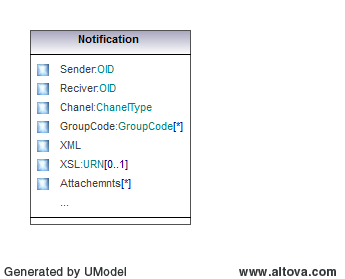 Notification
Sender:OID
Reciver:OID
Chanel:ChanelType
GroupCode:GroupCode[*]
XML
XSL:URN[0..1]
Attachemnts[*]
...
Generated by UModel
www.altova.com